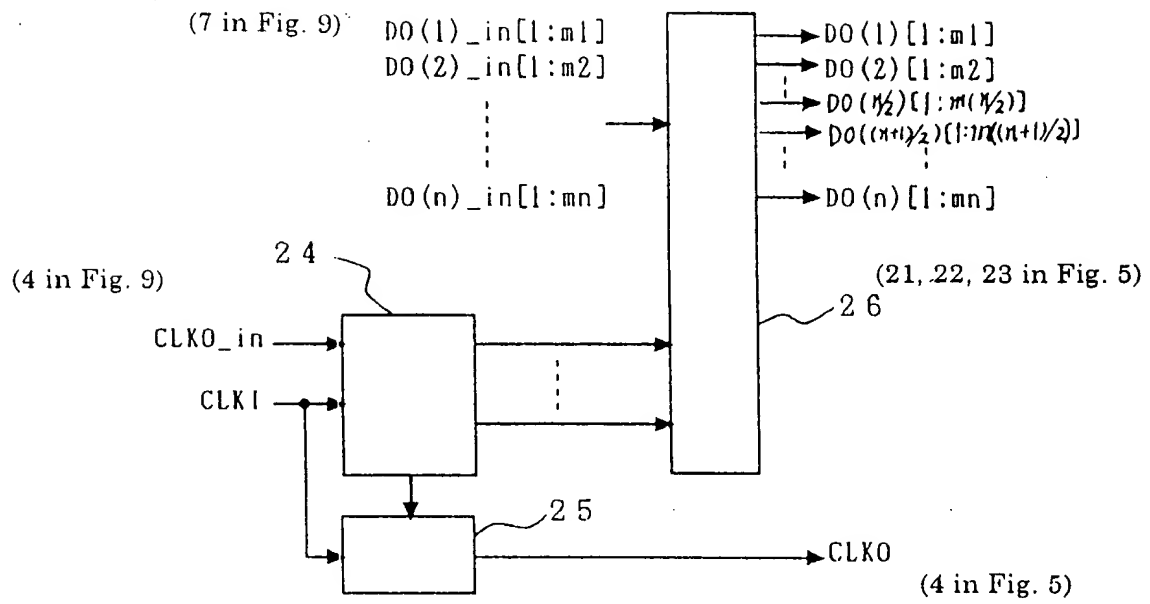 (7 in Fig. 9)
DO(1)_in[1:m1]
DO(2)_in[1:m2]
DO(n)_in[1:mn]
DO(1)[1:m1]
DO(2)[1:m2]
DO(n/2)[1:m(n/2)]
DO((n+1)/2)[1:m((n+1)/2)]
DO(n)[1:mn]
(4 in Fig. 9)
24
(21, 22, 23 in Fig. 5)
26
CLKO_in
CLKI
25
CLKO
(4 in Fig. 5)